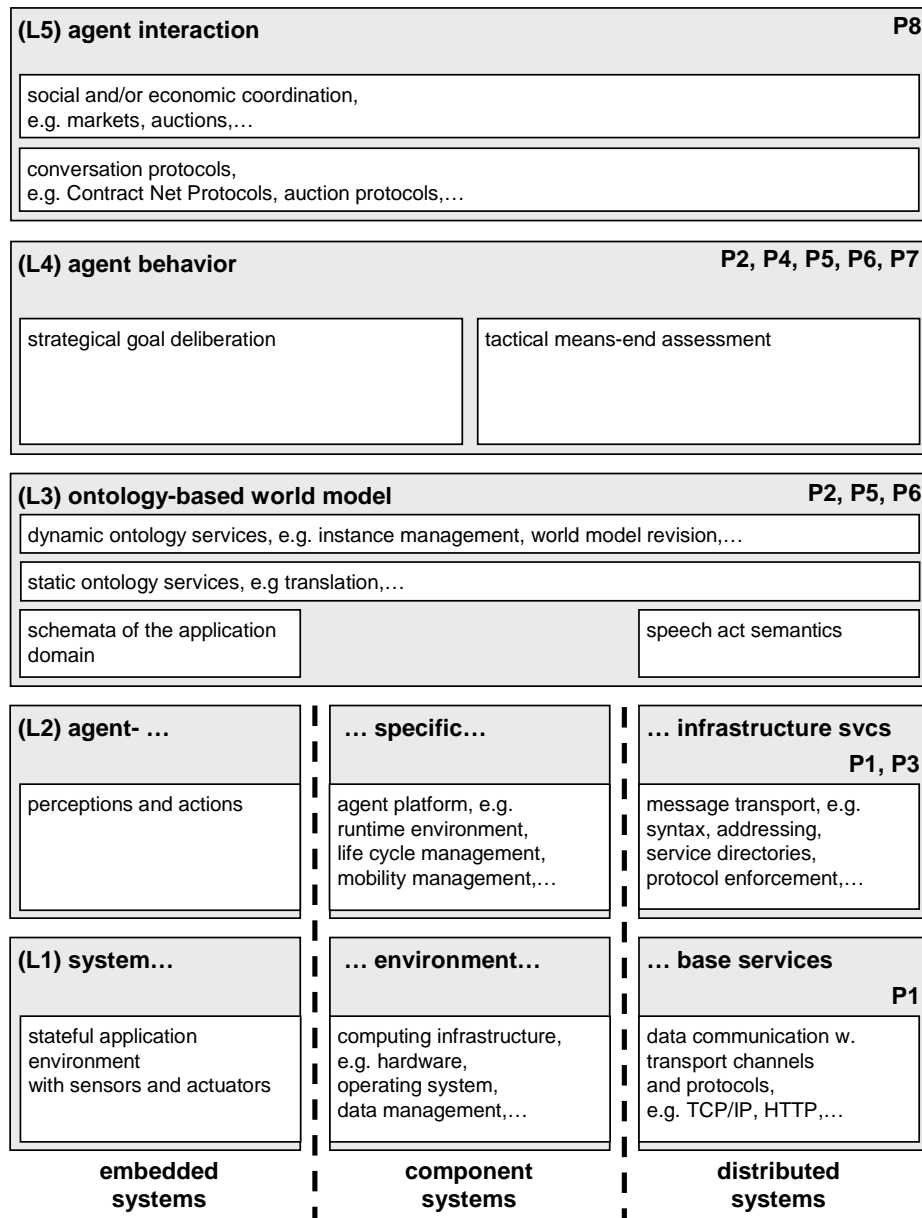 (L5) agent interaction P8
social and/or economic coordination,
e.g. markets, auctions,…
conversation protocols,
e.g. Contract Net Protocols, auction protocols,…
(L4) agent behavior P2, P4, P5, P6, P7
strategical goal deliberation
tactical means-end assessment
(L3) ontology-based world model P2, P5, P6
dynamic ontology services, e.g. instance management, world model revision,…
static ontology services, e.g translation,…
schemata of the application
domain
speech act semantics
(L2) agent- …
… specific…
… infrastructure svcs
P1, P3
perceptions and actions
agent platform, e.g.
runtime environment,
life cycle management,
mobility management,…
message transport, e.g.
syntax, addressing,
service directories,
protocol enforcement,…
(L1) system…
… environment…
… base services
P1
stateful application
environment
with sensors and actuators
computing infrastructure,
e.g. hardware,
operating system,
data management,…
data communication w.
transport channels
and protocols,
e.g. TCP/IP, HTTP,…
embedded
systems
component
systems
distributed
systems